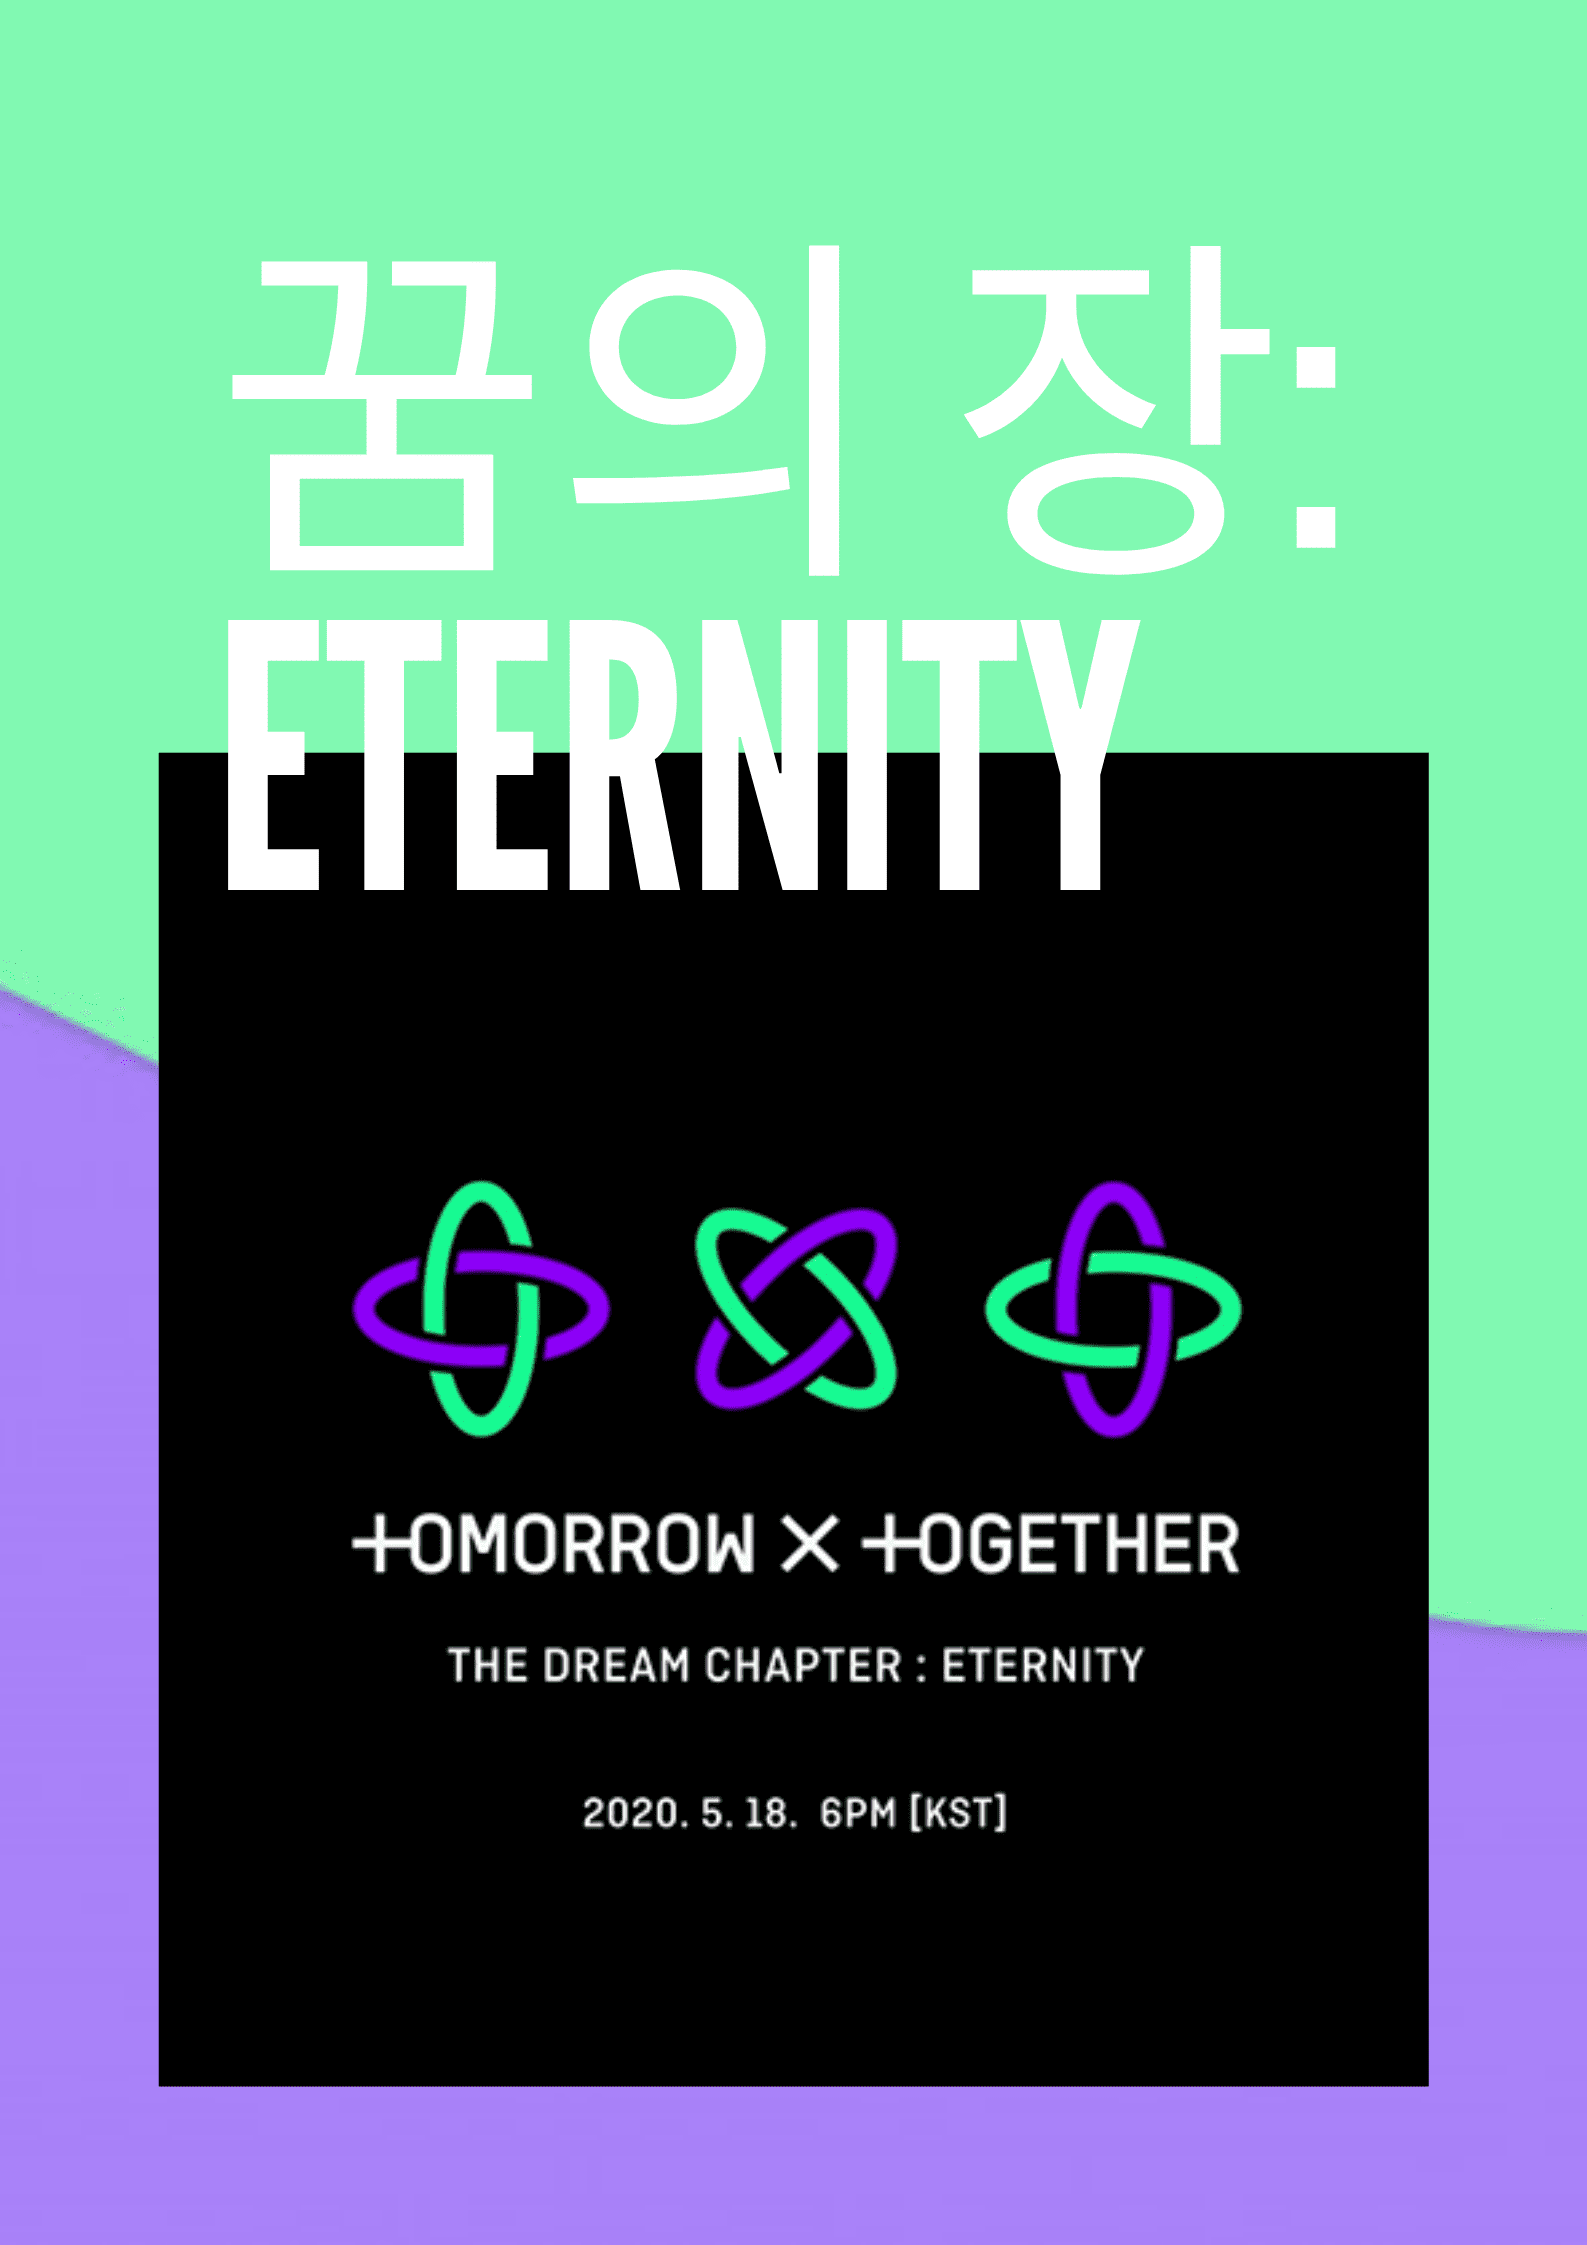 꿈의 장:
ETERNITY
TOMORROW X TOGETHER
THE DREAM CHAPTER : ETERNITY
2020. 5. 18. 6PM [KST]